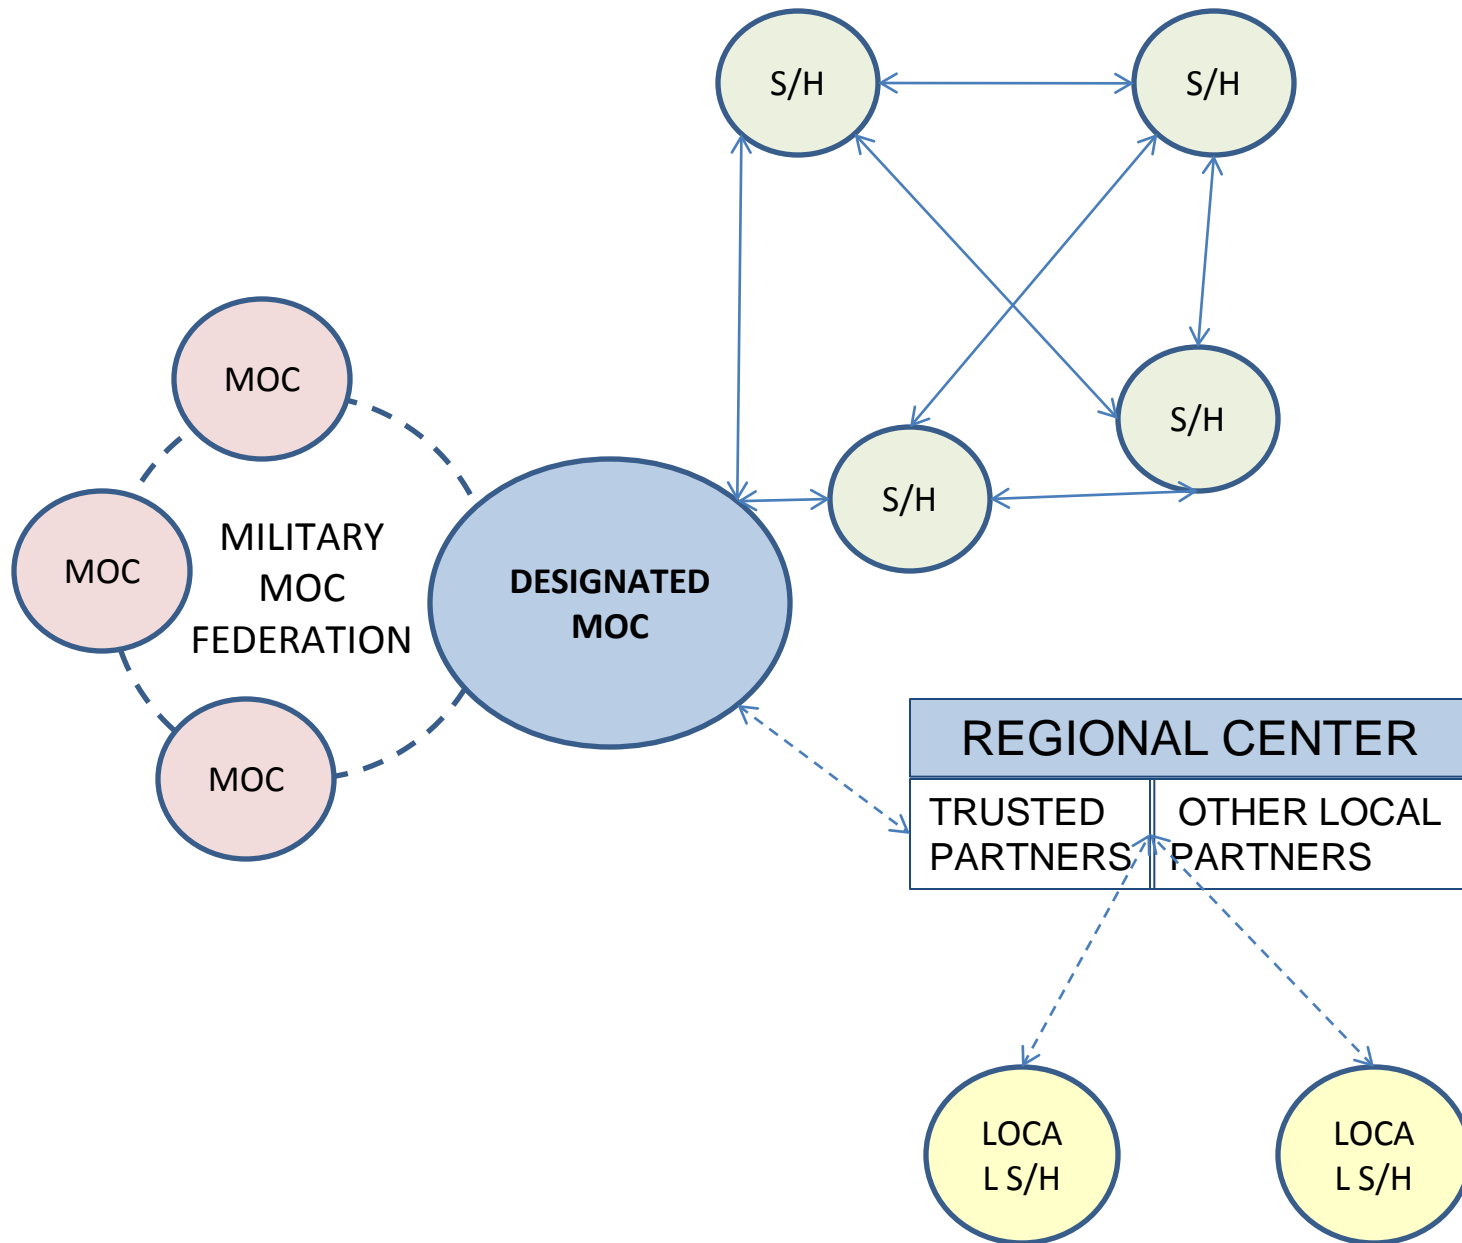 S/H
S/H
MOC
S/H
S/H
MOC
MILITARY
MOC
FEDERATION
DESIGNATED
MOC
MOC
REGIONAL CENTER
TRUSTED
PARTNERS
OTHER LOCAL
PARTNERS
LOCA
L S/H
LOCA
L S/H